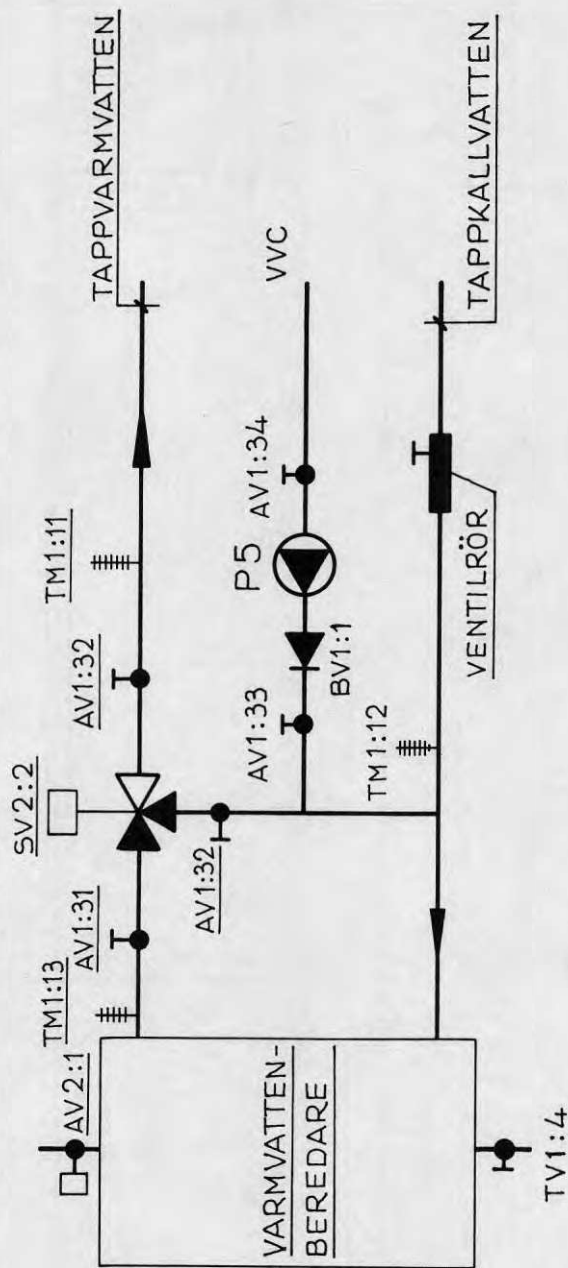 AV2:1
TM1:13
AV1:31
SV2:2
AV1:32
TM1:11
TAPPVARMVATTEN
VARMVATTEN-
BEREDARE
AV1:32
AV1:33
BV1:1
P5
AV1:34
VVC
TV1:4
TM1:12
VENTILRÖR
TAPPKALLVATTEN